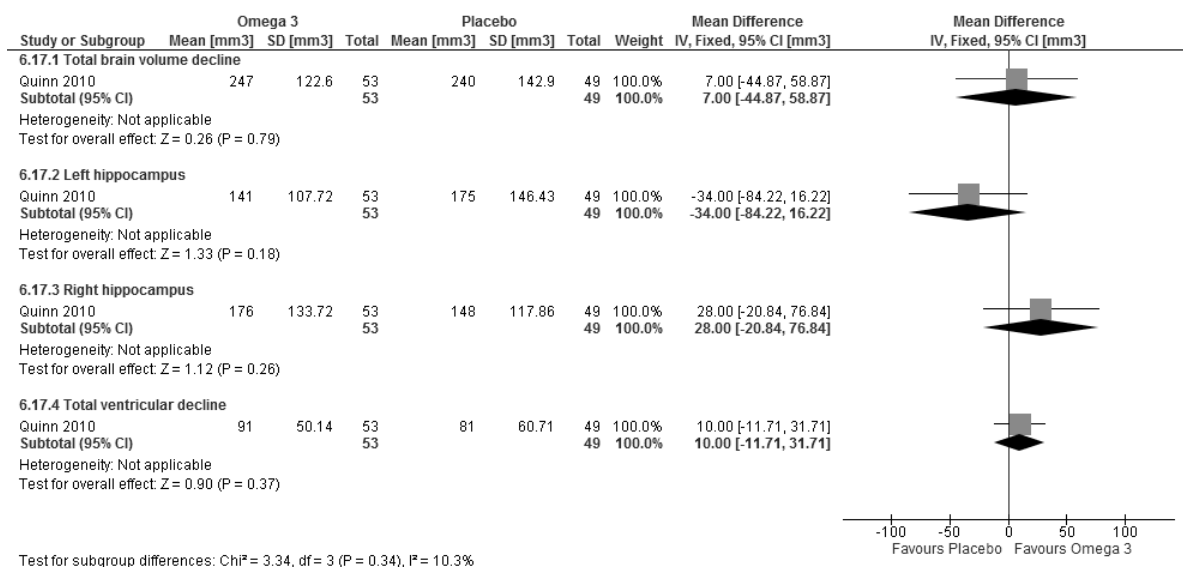 Omega 3 Placebo Mean Difference Mean Difference
Study or Subgroup Mean [mm3] SD [mm3] Total Mean [mm3] SD [mm3] Total Weight IV, Fixed, 95% CI [mm3] IV, Fixed, 95% CI [mm3]
6.17.1 Total brain volume decline
Quinn 2010 247 122.6 53 240 142.9 49 100.0% 7.00 [-44.87, 58.87]
Subtotal (95% CI) 53 49 100.0% 7.00 [-44.87, 58.87]
Heterogeneity: Not applicable
Test for overall effect: Z = 0.26 (P = 0.79)
6.17.2 Left hippocampus
Quinn 2010 141 107.72 53 175 146.43 49 100.0% -34.00 [-84.22, 16.22]
Subtotal (95% CI) 53 49 100.0% -34.00 [-84.22, 16.22]
Heterogeneity: Not applicable
Test for overall effect: Z = 1.33 (P = 0.18)
6.17.3 Right hippocampus
Quinn 2010 176 133.72 53 148 117.86 49 100.0% 28.00 [-20.84, 76.84]
Subtotal (95% CI) 53 49 100.0% 28.00 [-20.84, 76.84]
Heterogeneity: Not applicable
Test for overall effect: Z = 1.12 (P = 0.26)
6.17.4 Total ventricular decline
Quinn 2010 91 50.14 53 81 60.71 49 100.0% 10.00 [-11.71, 31.71]
Subtotal (95% CI) 53 49 100.0% 10.00 [-11.71, 31.71]
Heterogeneity: Not applicable
Test for overall effect: Z = 0.90 (P = 0.37)
-100 -50 0 50 100
Favours Placebo Favours Omega 3
Test for subgroup differences: Chi² = 3.34, df = 3 (P = 0.34), I² = 10.3%